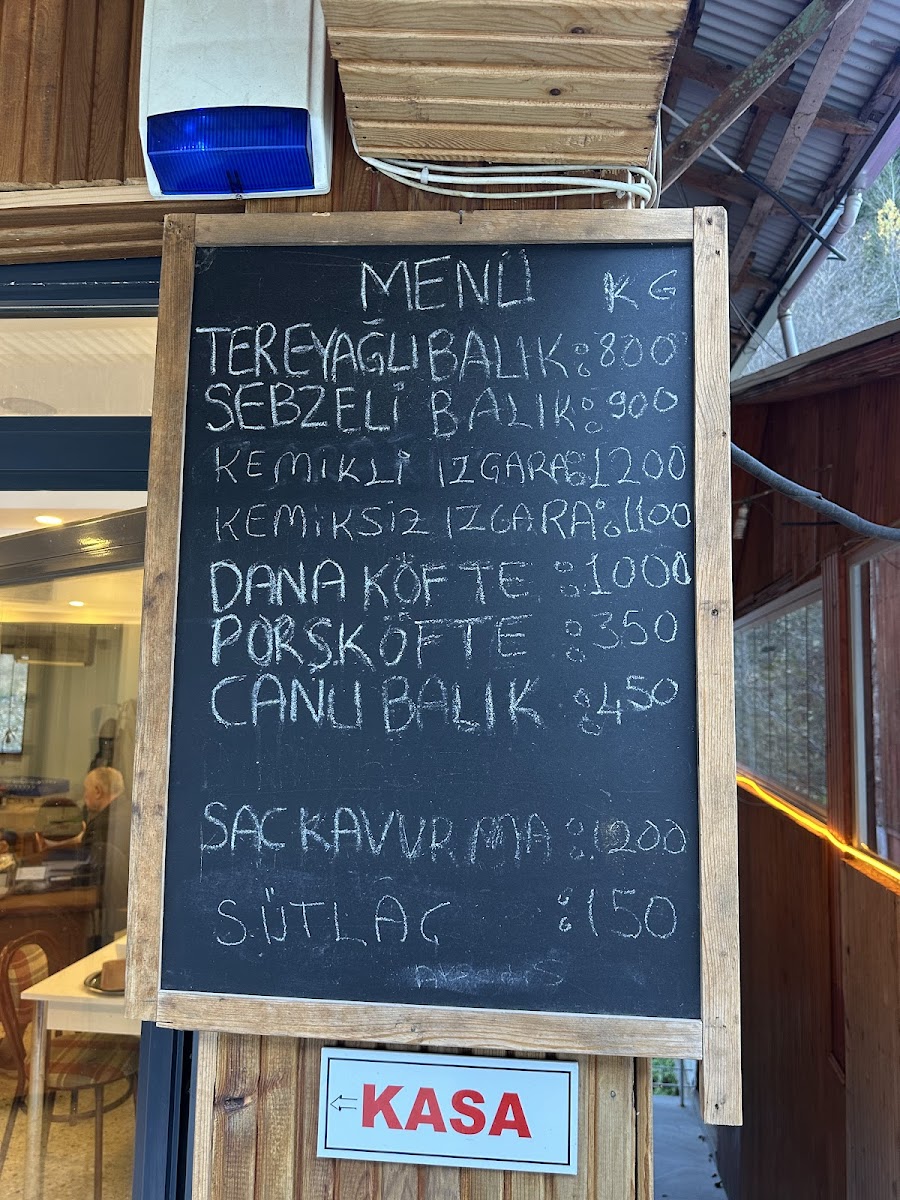 MENÜ KG
TEREYAĞLI BALIK : 800
SEBZELİ BALIK : 900
KEMİKLİ IZGARA : 1200
KEMİKSİZ IZGARA : 1100
DANA KÖFTE : 1000
PORŞ.KÖFTE : 350
CANLI BALIK : 450
SAC KAVURMA : 1200
SÜTLAÇ : 150
KASA